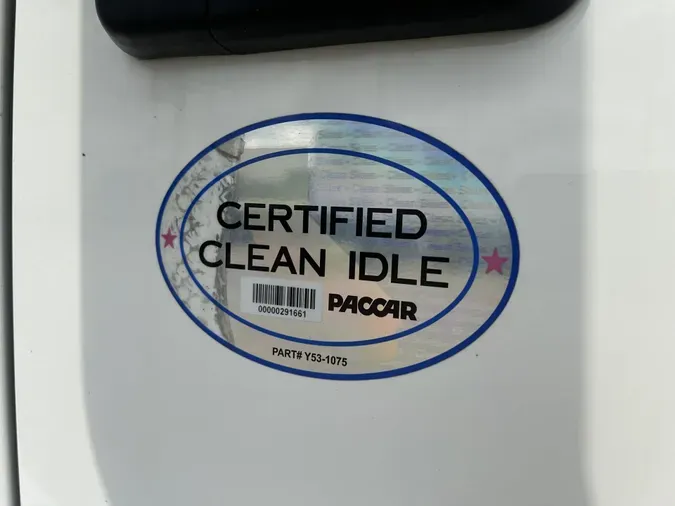 CERTIFIED
CLEAN IDLE
00000291661
PACCAR
PART# Y53-1075